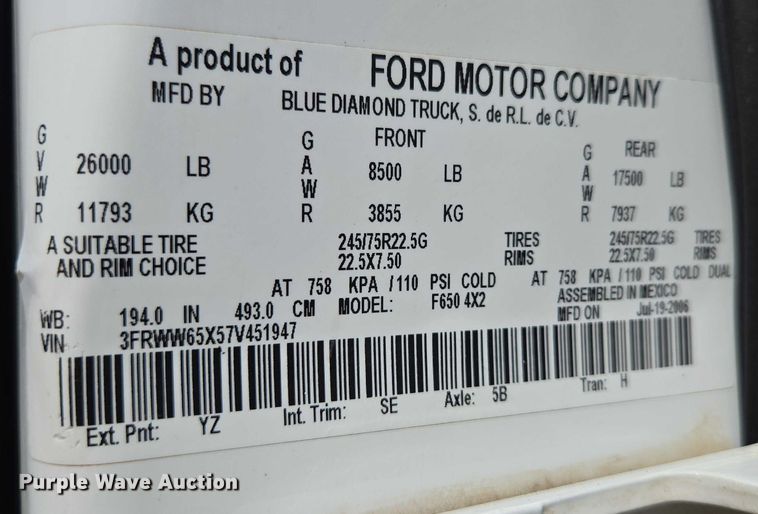 A product of FORD MOTOR COMPANY
MFD BY BLUE DIAMOND TRUCK, S. de R.L. de C.V.
GVWR 26000 LB GAWR FRONT 8500 LB GAWR REAR 17500 LB
11793 KG 3855 KG 7937 KG
A SUITABLE TIRE 245/75R22.5G TIRES 245/75R22.5G TIRES
AND RIM CHOICE 22.5X7.50 RIMS 22.5X7.50 RIMS
AT 758 KPA /110 PSI COLD AT 758 KPA /110 PSI COLD DUAL
WB: 194.0 IN 493.0 CM MODEL: F650 4X2 ASSEMBLED IN MEXICO
VIN 3FRWW65X57V451947 MFD ON Jul-19-2006
Ext. Pnt: YZ Int. Trim: SE Axle: 5B Tran: H
Purple Wave Auction